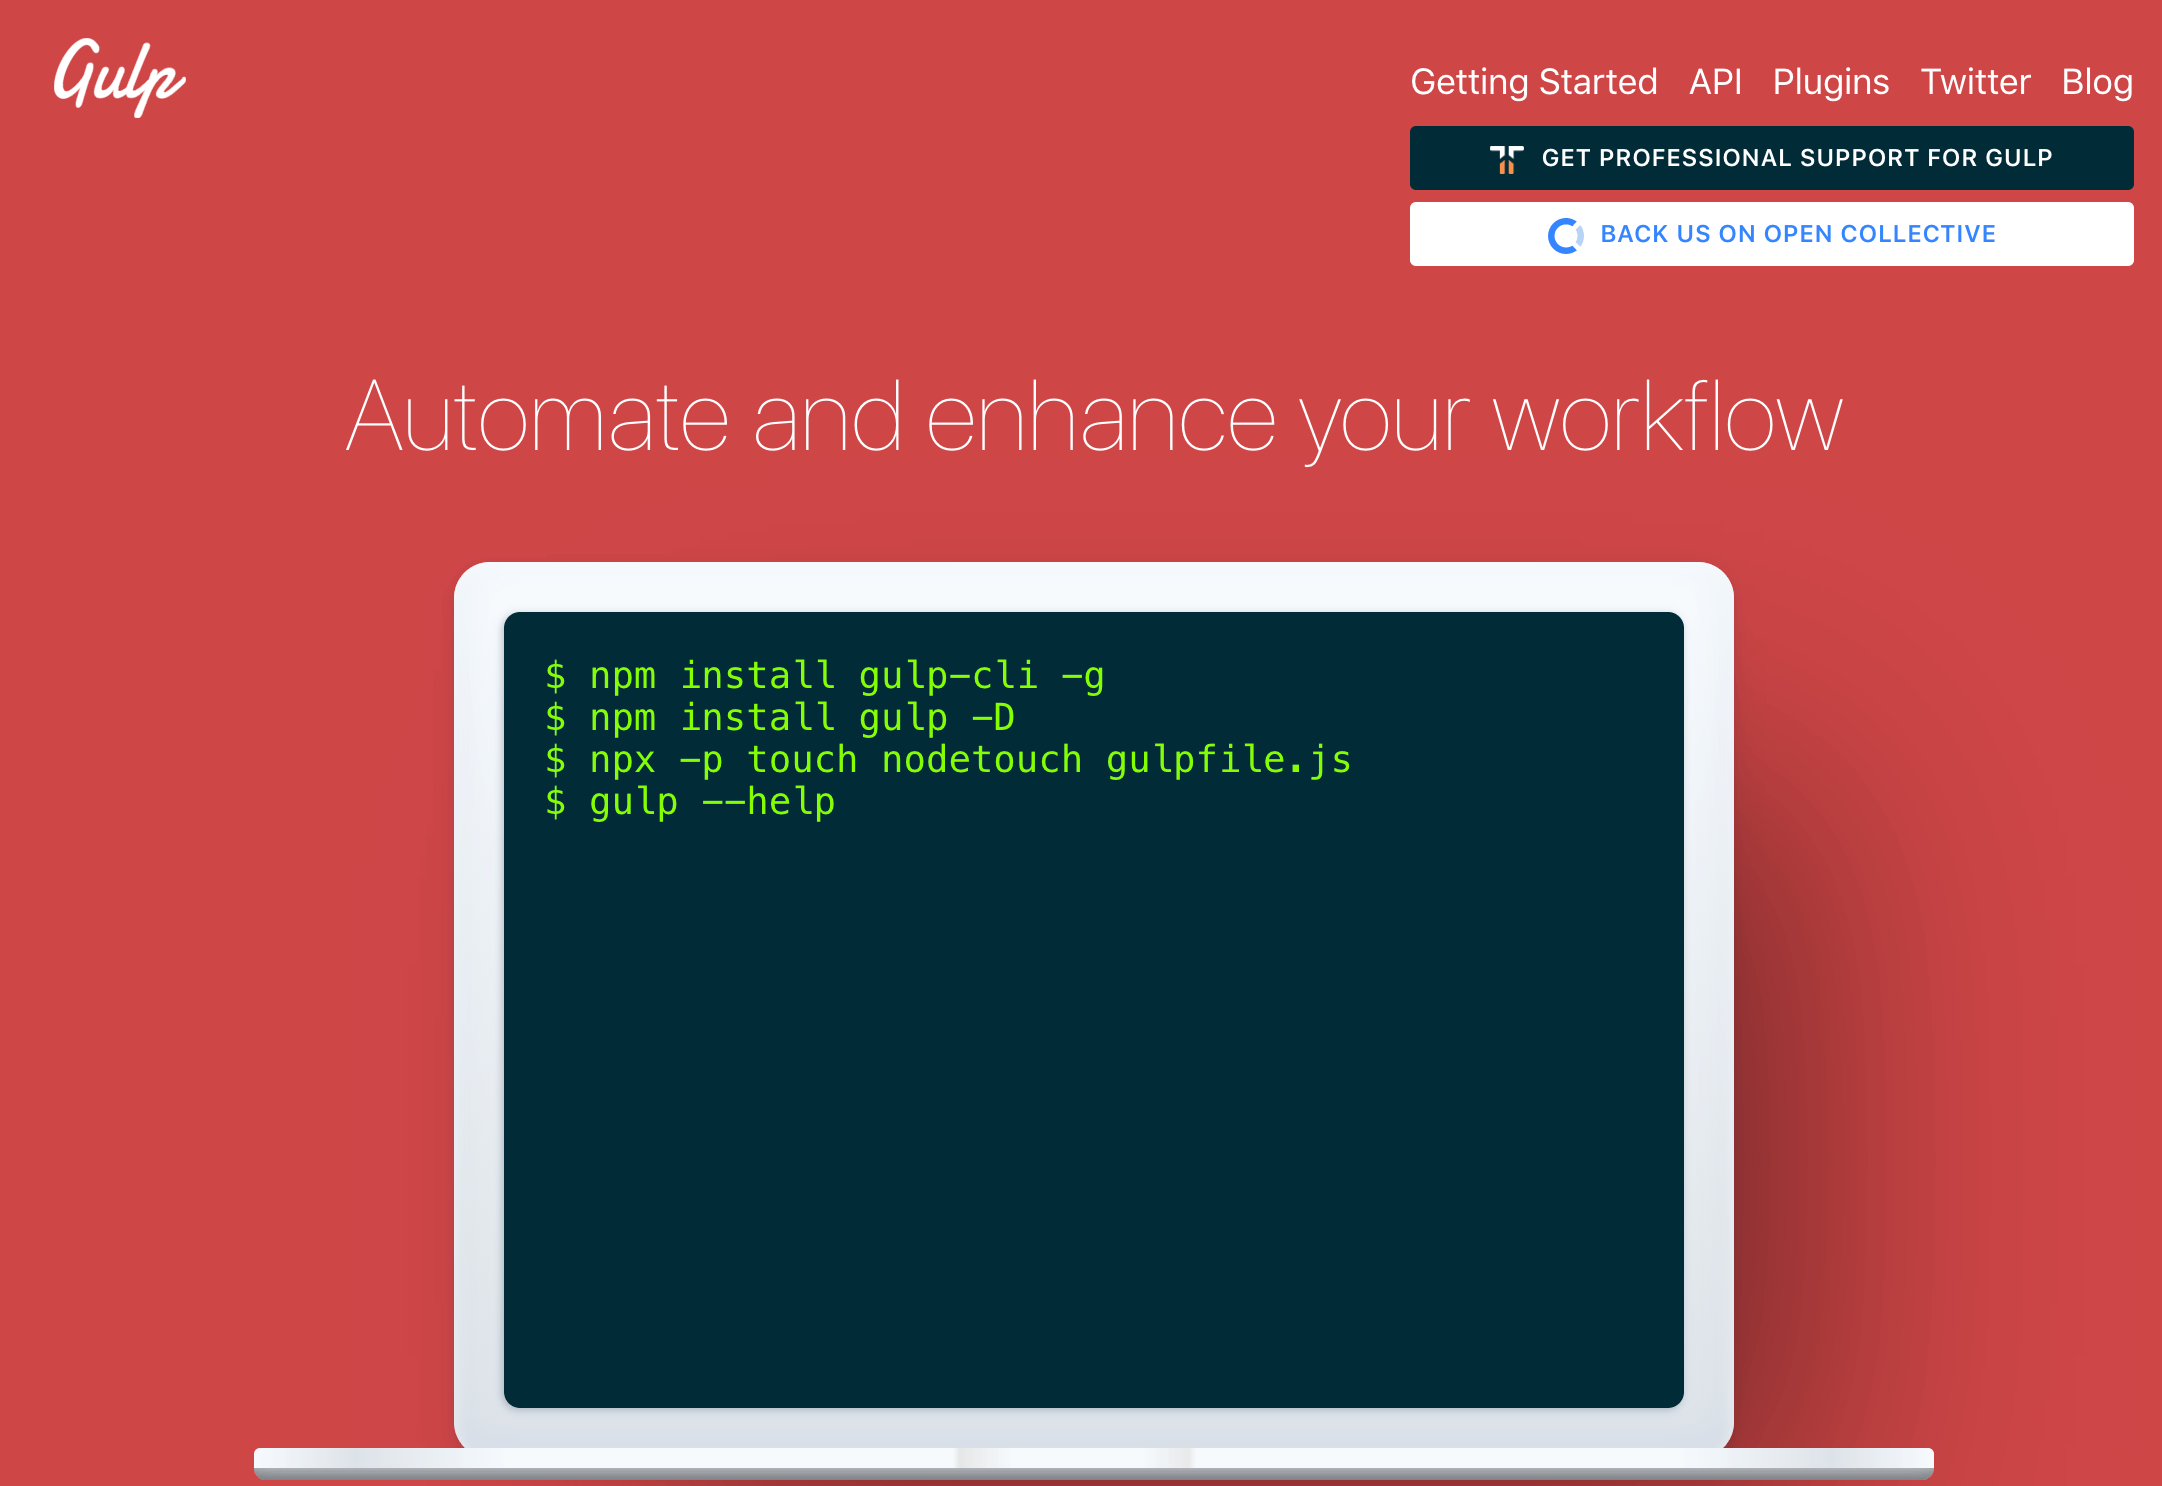 Gulp
Getting Started API Plugins Twitter Blog
GET PROFESSIONAL SUPPORT FOR GULP
BACK US ON OPEN COLLECTIVE
Automate and enhance your workflow
$ npm install gulp-cli -g
$ npm install gulp -D
$ npx -p touch nodetouch gulpfile.js
$ gulp --help